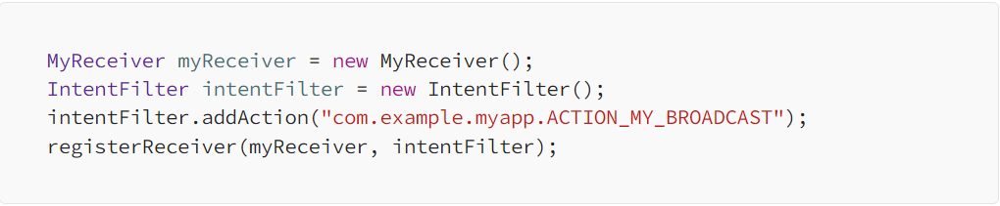 MyReceiver myReceiver = new MyReceiver();
IntentFilter intentFilter = new IntentFilter();
intentFilter.addAction("com.example.myapp.ACTION_MY_BROADCAST");
registerReceiver(myReceiver, intentFilter);